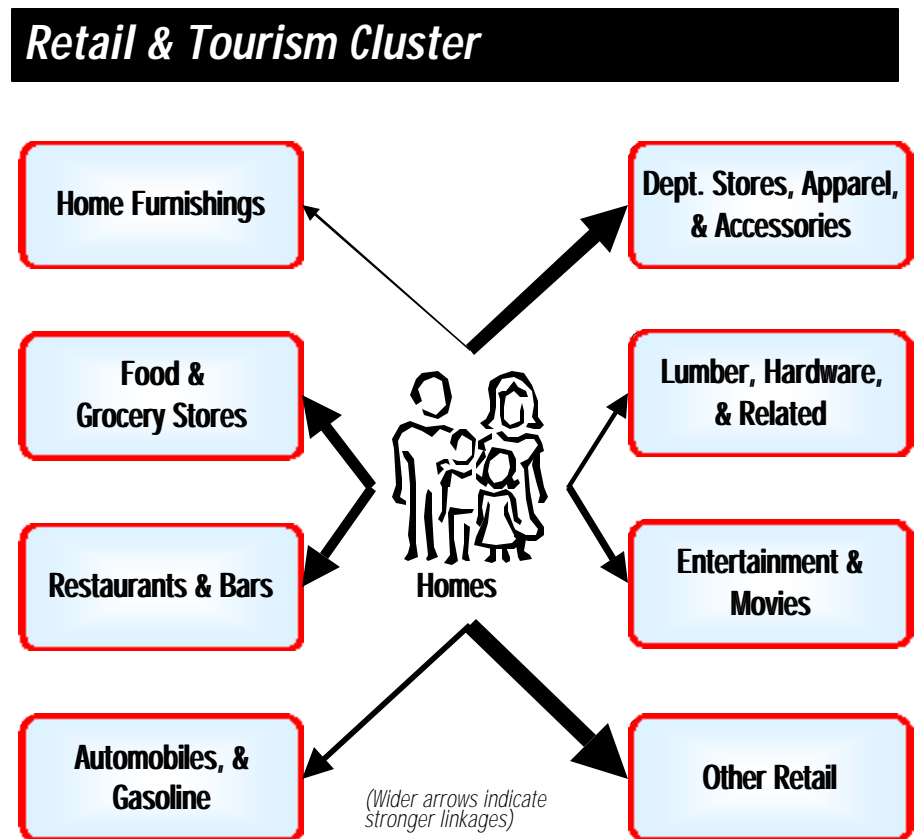 Retail & Tourism Cluster
Home Furnishings
Dept. Stores, Apparel,
& Accessories
Food &
Grocery Stores
Lumber, Hardware,
& Related
Restaurants & Bars
Homes
Entertainment &
Movies
Automobiles, &
Gasoline
(Wider arrows indicate
stronger linkages)
Other Retail